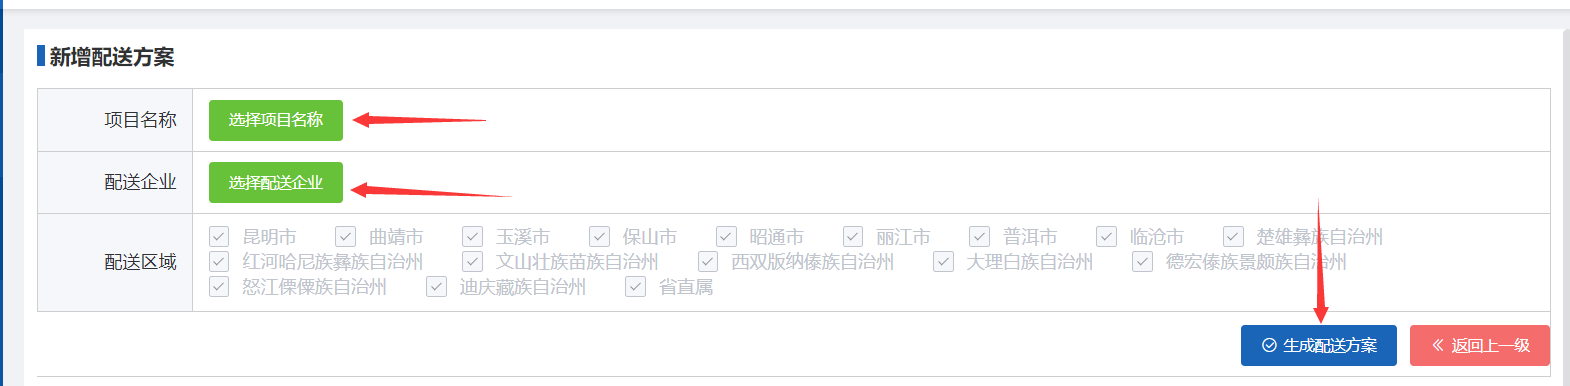 新增配送方案
项目名称 选择项目名称
配送企业 选择配送企业
昆明市 曲靖市 玉溪市 保山市 昭通市 丽江市 普洱市 临沧市 楚雄彝族自治州
配送区域 红河哈尼族彝族自治州 文山壮族苗族自治州 西双版纳傣族自治州 大理白族自治州 德宏傣族景颇族自治州
怒江傈僳族自治州 迪庆藏族自治州 省直属
生成配送方案 返回上一级